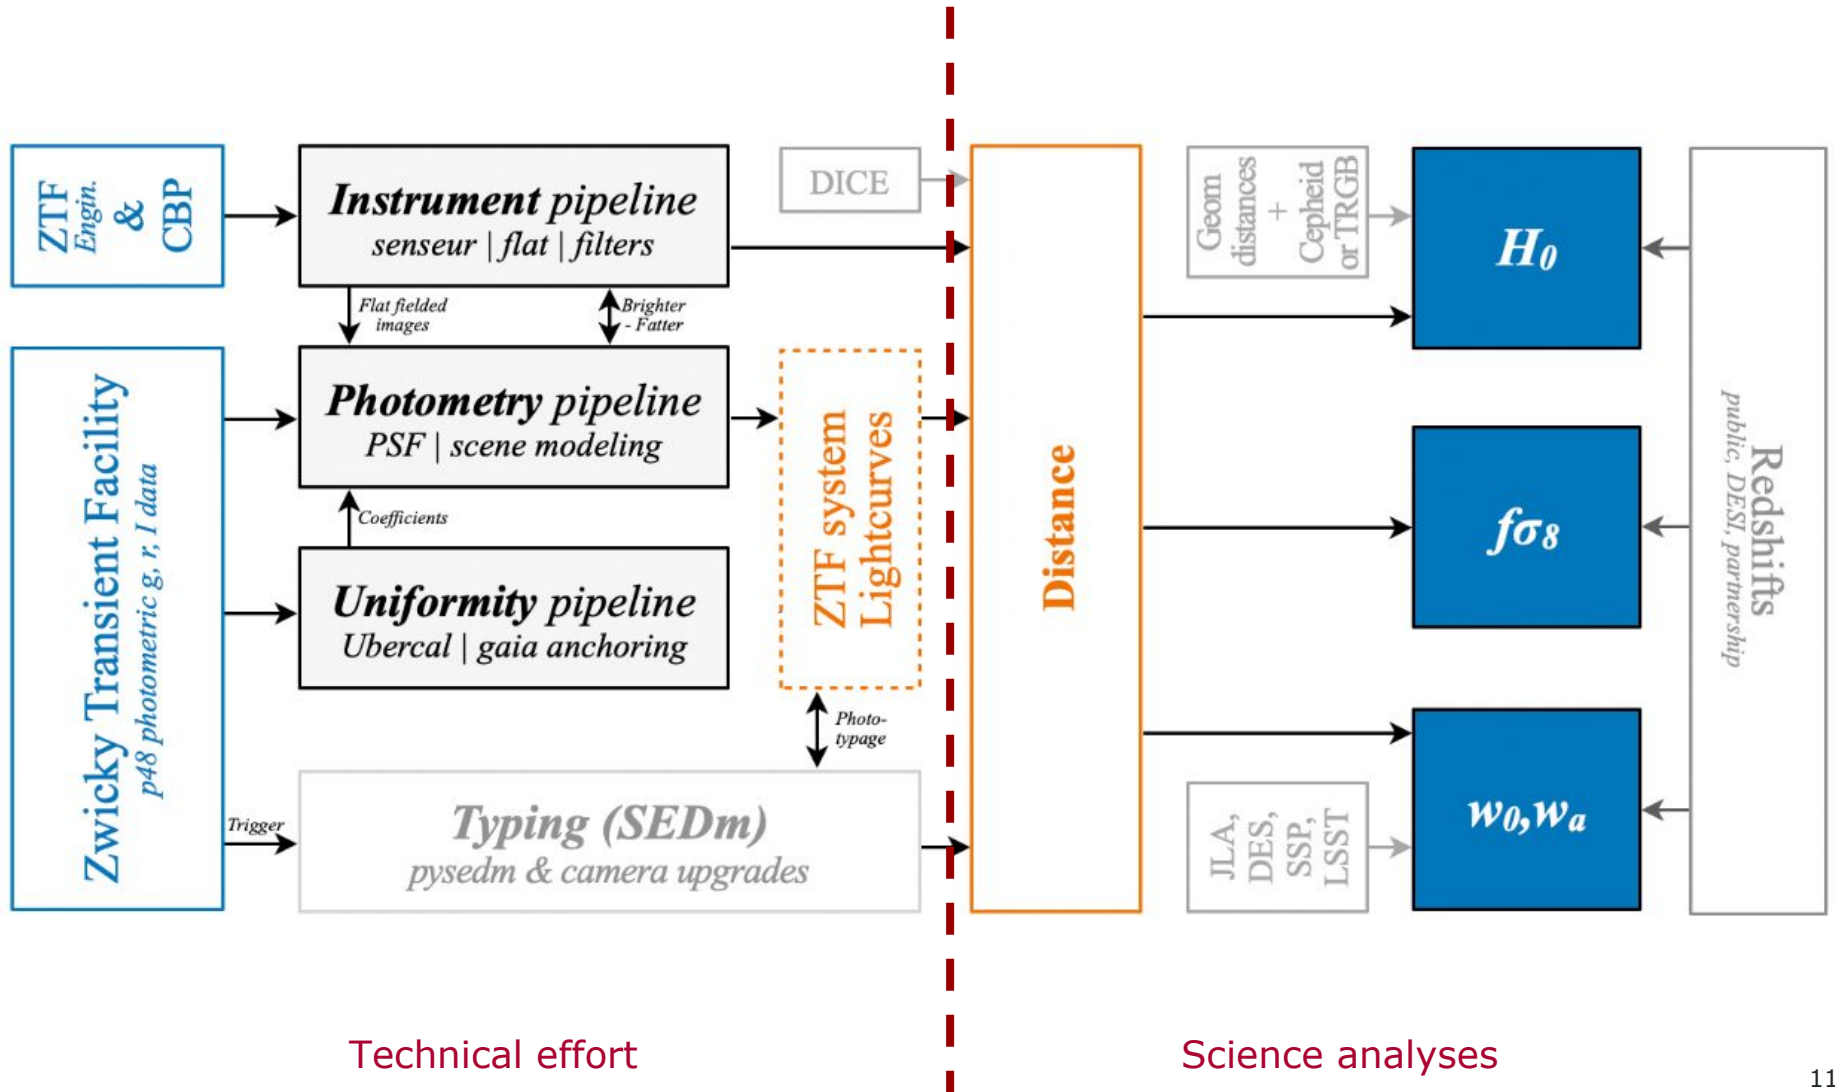 ZTF
Engin.
&
CBP
Instrument pipeline
senseur | flat | filters
DICE
Geom
distances
+
Cepheid
or TRGB
H0
Flat fielded
images
Brighter
- Fatter
Zwicky Transient Facility
p48 photometric g, r, I data
Photometry pipeline
PSF | scene modeling
ZTF system
Lightcurves
Distance
fσ8
Redshifts
public, DESI, partnership
Coefficients
Uniformity pipeline
Ubercal | gaia anchoring
Photo-
typage
Trigger
Typing (SEDm)
pysedm & camera upgrades
JLA,
DES,
SSP,
LSST
w0,wa
Technical effort
Science analyses
11